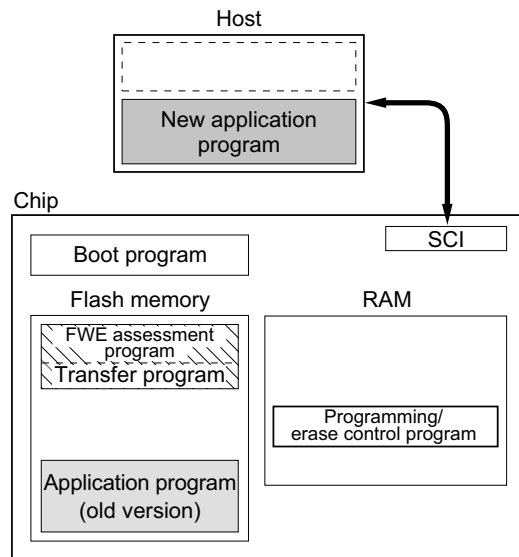 Host
New application
program
Chip
SCI
Boot program
Flash memory
RAM
FWE assessment
program
Transfer program
Programming/
erase control program
Application program
(old version)